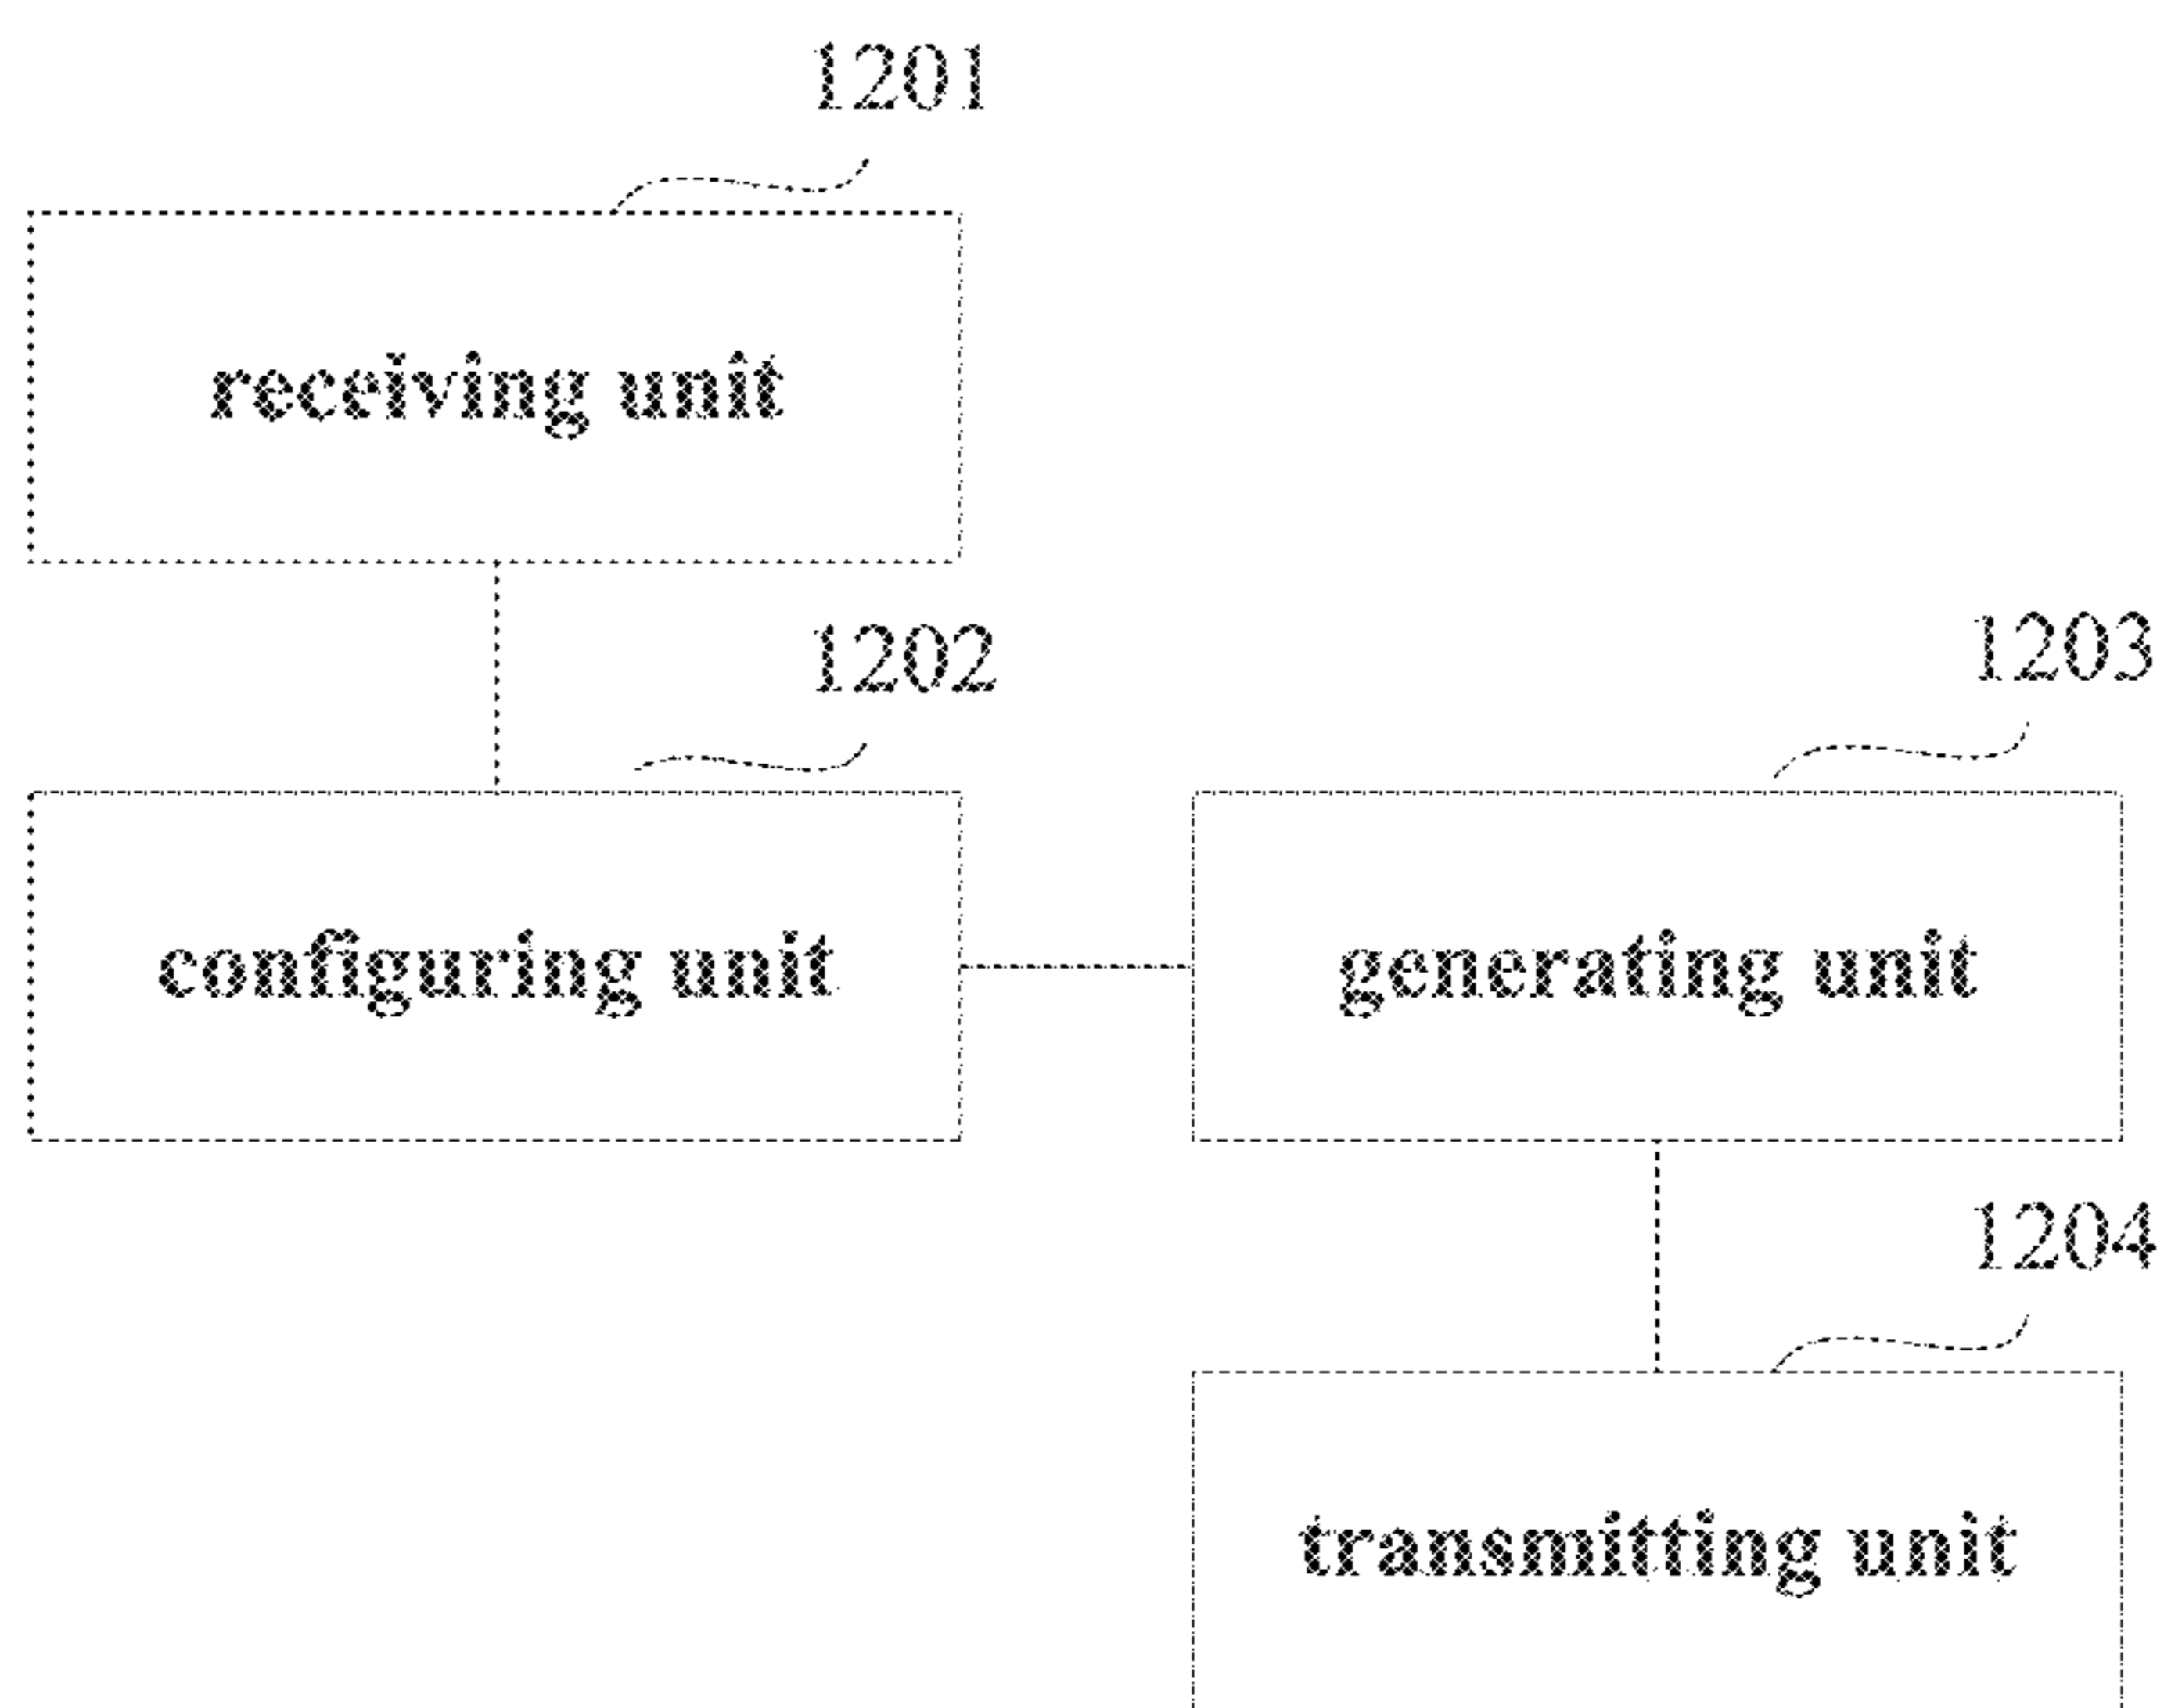 1201
receiving unit
1202
1203
configuring unit
generating unit
1204
transmitting unit